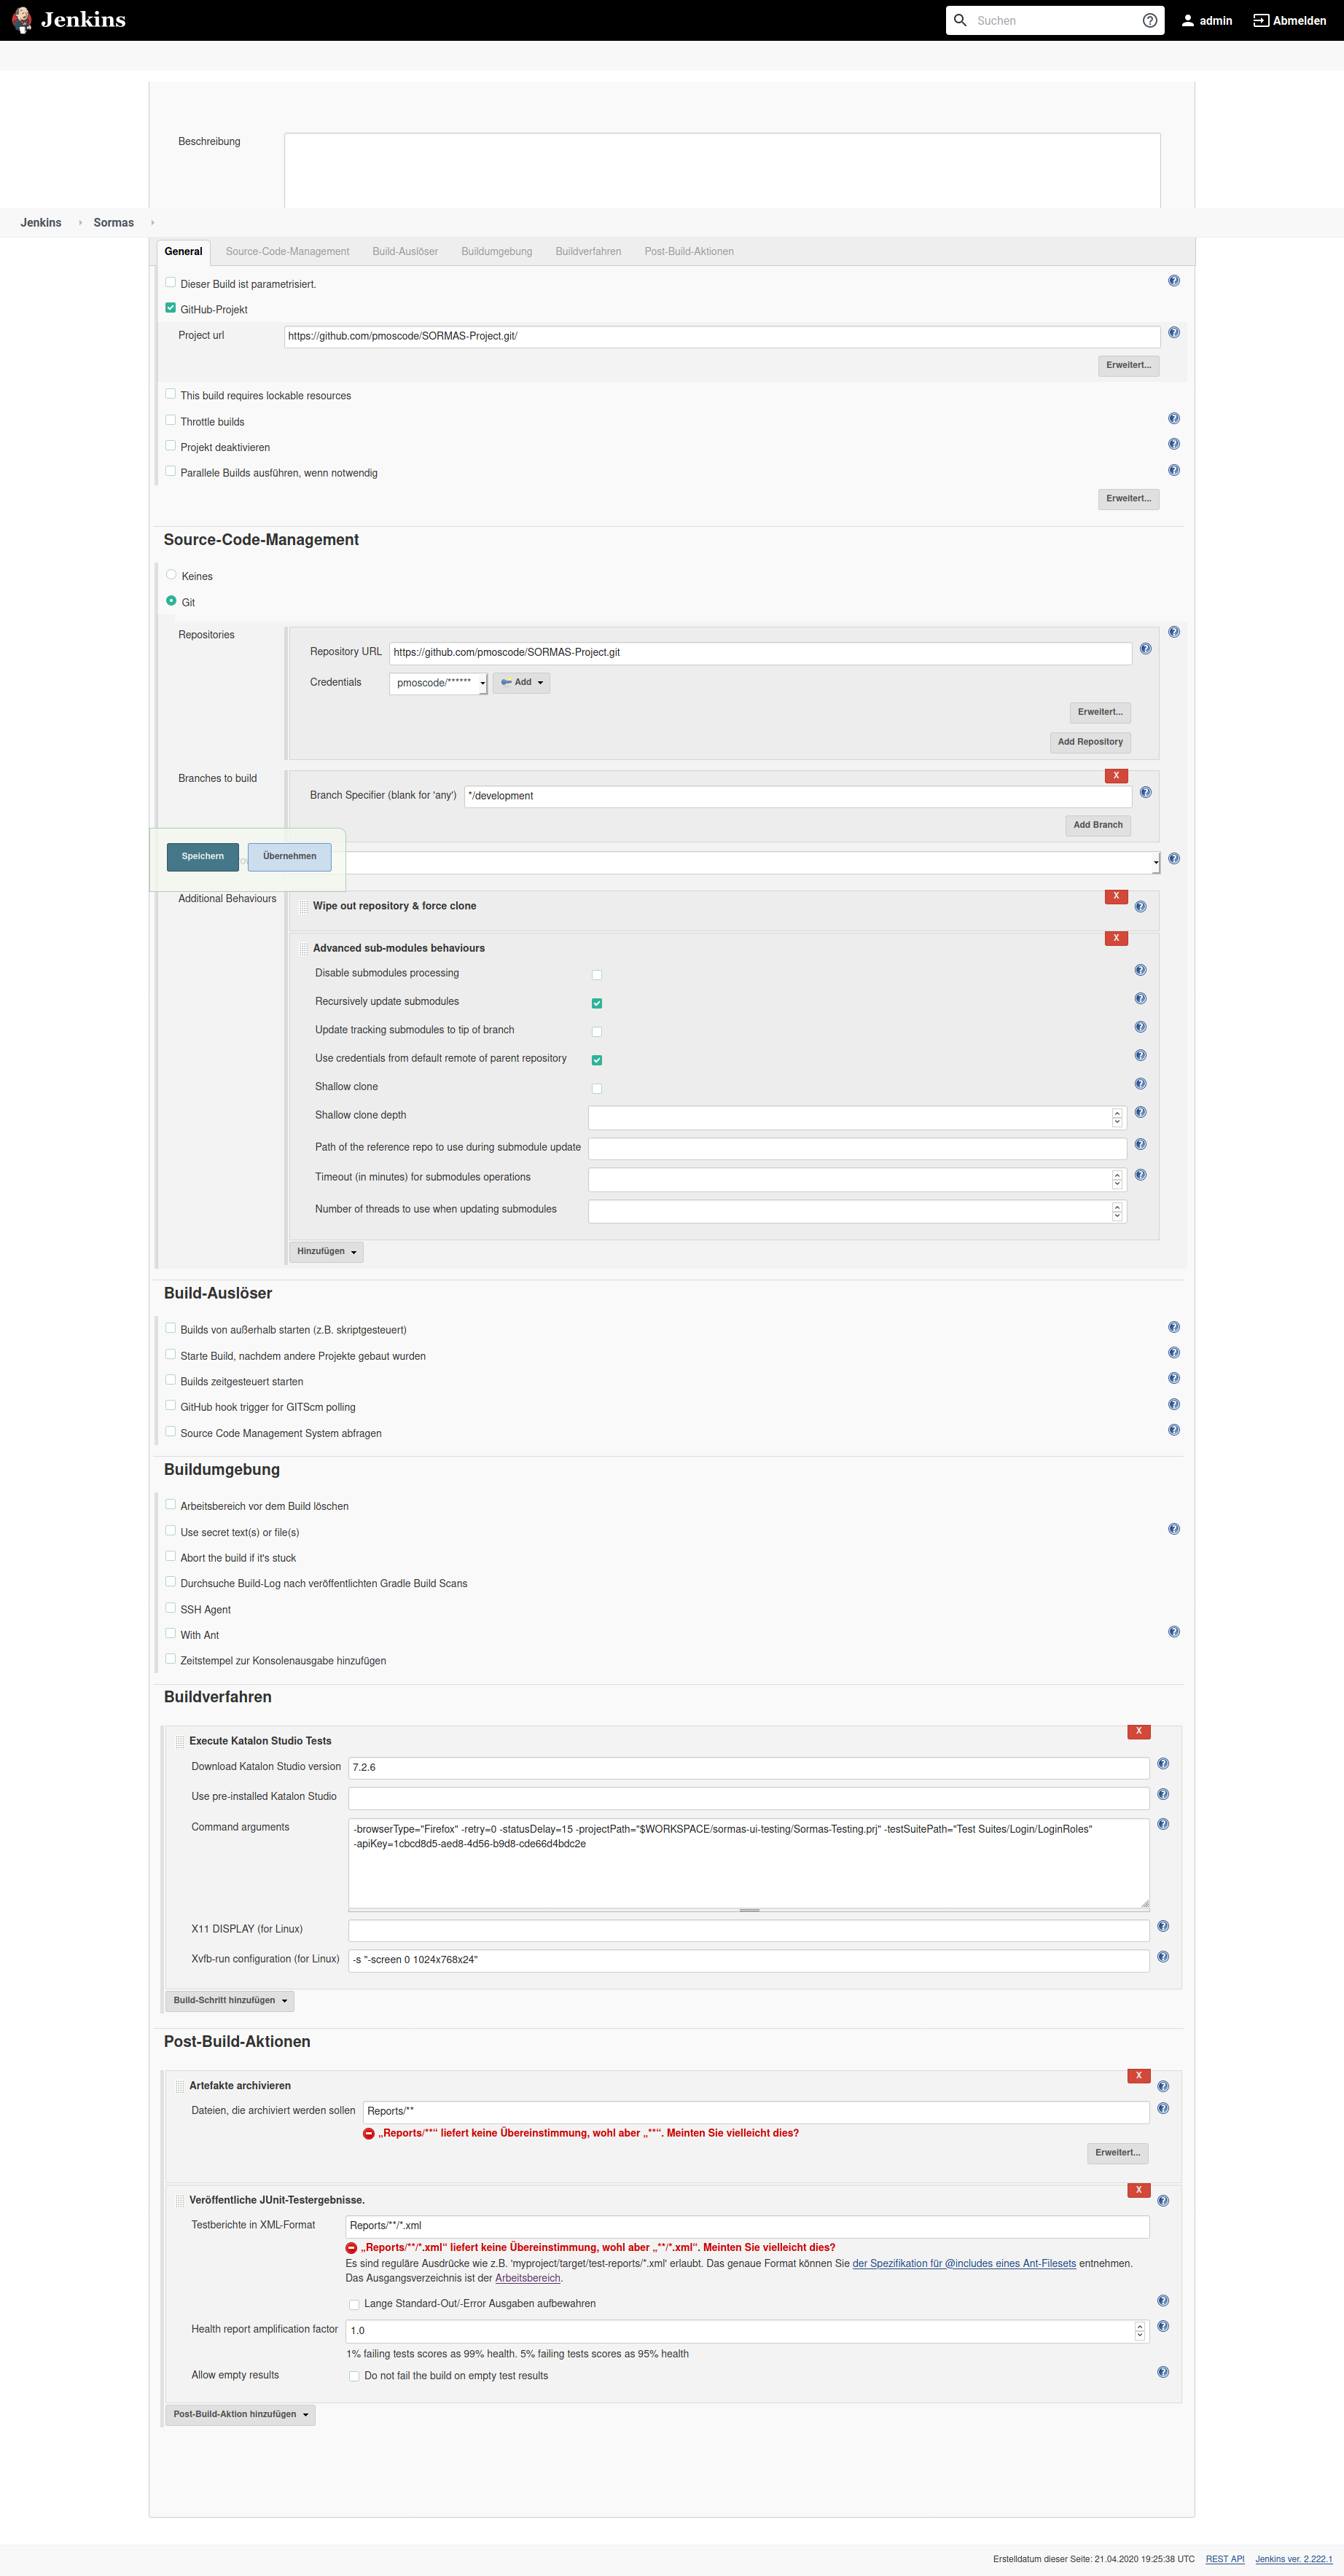 Jenkins
Suchen
admin
Abmelden
Beschreibung
Jenkins
Sormas
General
Source-Code-Management
Build-Auslöser
Buildumgebung
Buildverfahren
Post-Build-Aktionen
Dieser Build ist parametrisiert.
GitHub-Projekt
Project url
https://github.com/pmoscode/SORMAS-Project.git/
Erweitert...
This build requires lockable resources
Throttle builds
Projekt deaktivieren
Parallele Builds ausführen, wenn notwendig
Erweitert...
Source-Code-Management
Keines
Git
Repositories
Repository URL
https://github.com/pmoscode/SORMAS-Project.git
Credentials
pmoscode/******
Add
Erweitert...
Add Repository
Branches to build
X
Branch Specifier (blank for 'any')
*/development
Add Branch
Speichern
Übernehmen
Additional Behaviours
X
Wipe out repository & force clone
X
Advanced sub-modules behaviours
Disable submodules processing
Recursively update submodules
Update tracking submodules to tip of branch
Use credentials from default remote of parent repository
Shallow clone
Shallow clone depth
Path of the reference repo to use during submodule update
Timeout (in minutes) for submodules operations
Number of threads to use when updating submodules
Hinzufügen
Build-Auslöser
Builds von außerhalb starten (z.B. skriptgesteuert)
Starte Build, nachdem andere Projekte gebaut wurden
Builds zeitgesteuert starten
GitHub hook trigger for GITScm polling
Source Code Management System abfragen
Buildumgebung
Arbeitsbereich vor dem Build löschen
Use secret text(s) or file(s)
Abort the build if it's stuck
Durchsuche Build-Log nach veröffentlichten Gradle Build Scans
SSH Agent
With Ant
Zeitstempel zur Konsolenausgabe hinzufügen
Buildverfahren
X
Execute Katalon Studio Tests
Download Katalon Studio version
7.2.6
Use pre-installed Katalon Studio
Command arguments
-browserType="Firefox" -retry=0 -statusDelay=15 -projectPath="$WORKSPACE/sormas-ui-testing/Sormas-Testing.prj" -testSuitePath="Test Suites/Login/LoginRoles"
-apiKey=1cbcd8d5-aed8-4d56-b9d8-cde66d4bdc2e
X11 DISPLAY (for Linux)
Xvfb-run configuration (for Linux)
-s "-screen 0 1024x768x24"
Build-Schritt hinzufügen
Post-Build-Aktionen
X
Artefakte archivieren
Dateien, die archiviert werden sollen
Reports/**
„Reports/**“ liefert keine Übereinstimmung, wohl aber „**“. Meinten Sie vielleicht dies?
Erweitert...
X
Veröffentliche JUnit-Testergebnisse.
Testberichte in XML-Format
Reports/**/*.xml
„Reports/**/*.xml“ liefert keine Übereinstimmung, wohl aber „**/*.xml“. Meinten Sie vielleicht dies?
Es sind reguläre Ausdrücke wie z.B. 'myproject/target/test-reports/*.xml' erlaubt. Das genaue Format können Sie der Spezifikation für @includes eines Ant-Filesets entnehmen.
Das Ausgangsverzeichnis ist der Arbeitsbereich.
Lange Standard-Out/-Error Ausgaben aufbewahren
Health report amplification factor
1.0
1% failing tests scores as 99% health. 5% failing tests scores as 95% health
Allow empty results
Do not fail the build on empty test results
Post-Build-Aktion hinzufügen
Erstelldatum dieser Seite: 21.04.2020 19:25:38 UTC
REST API
Jenkins ver. 2.222.1